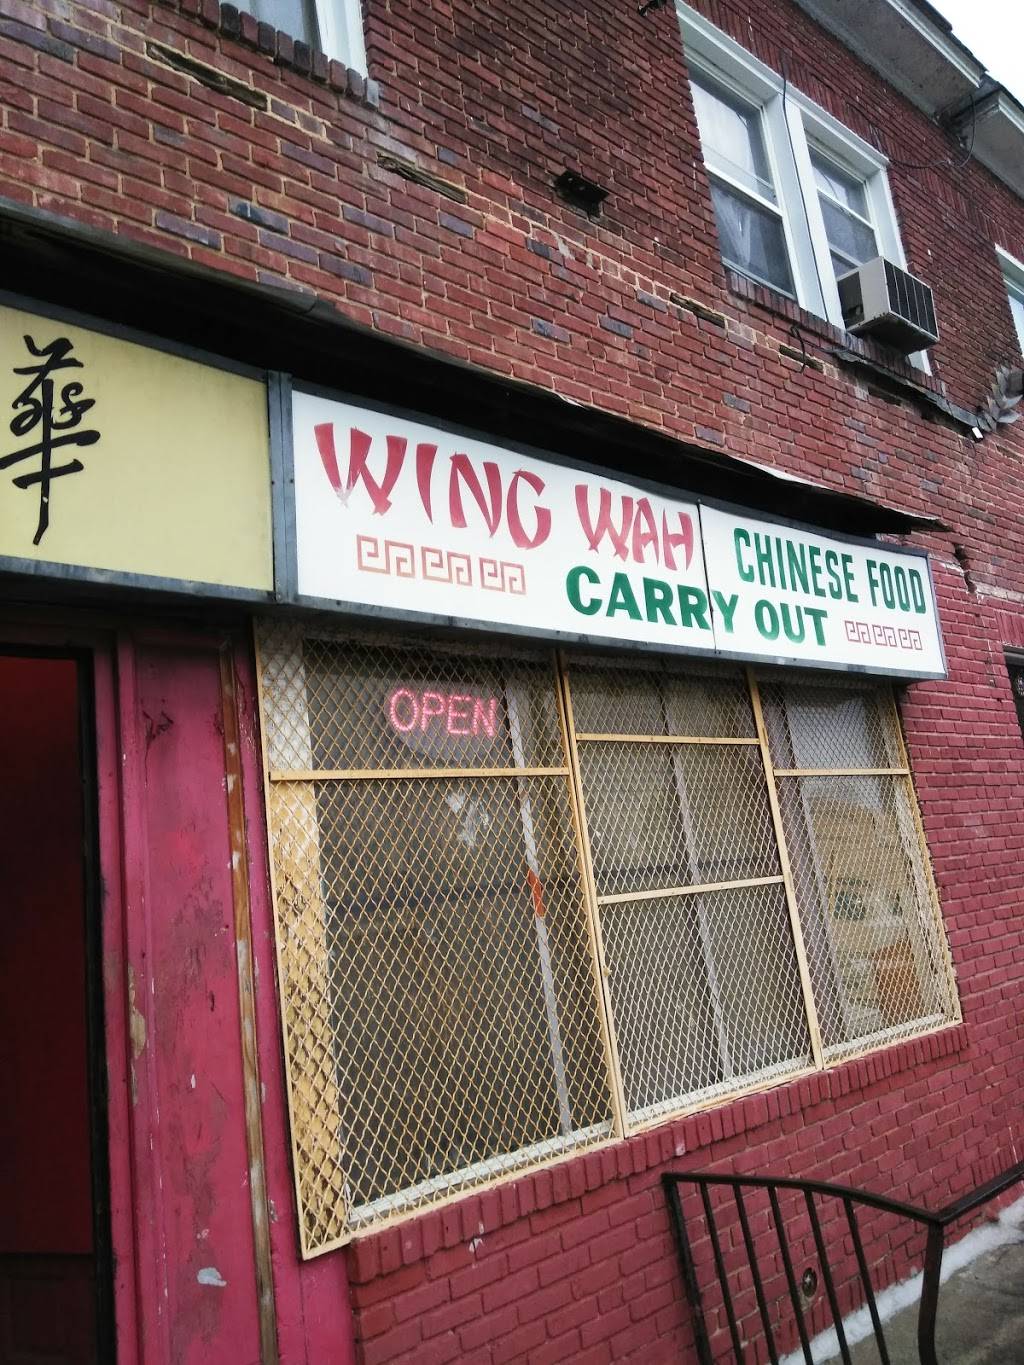 華
WING WAH
CHINESE FOOD
CARRY OUT
OPEN